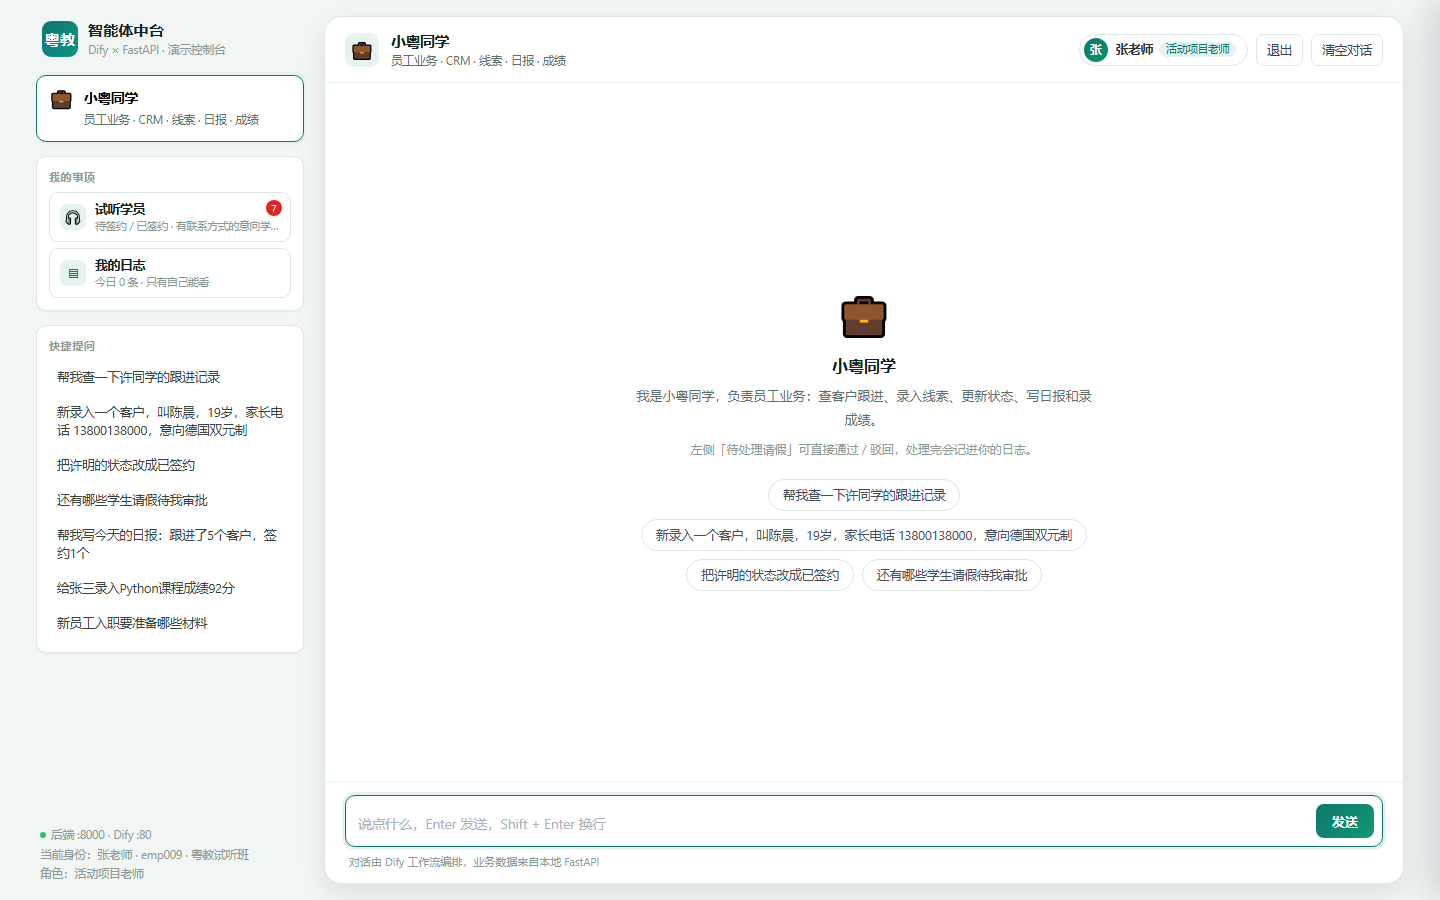 粤教
智能体中台
Dify × FastAPI · 演示控制台
小粤同学
员工业务 · CRM · 线索 · 日报 · 成绩
我的事项
试听学员
7
待签约 / 已签约 · 有联系方式的意向学...
我的日志
今日 0 条 · 只有自己能看
快捷提问
帮我查一下许同学的跟进记录
新录入一个客户，叫陈晨，19岁，家长电
话 13800138000，意向德国双元制
把许明的状态改成已签约
还有哪些学生请假待我审批
帮我写今天的日报：跟进了5个客户，签
约1个
给张三录入Python课程成绩92分
新员工入职要准备哪些材料
后端 :8000 · Dify :80
当前身份：张老师 · emp009 · 粤教试听班
角色：活动项目老师
小粤同学
员工业务 · CRM · 线索 · 日报 · 成绩
张 张老师 活动项目老师
退出
清空对话
小粤同学
我是小粤同学，负责员工业务：查客户跟进、录入线索、更新状态、写日报和录
成绩。
左侧「待处理请假」可直接通过 / 驳回，处理完会记进你的日志。
帮我查一下许同学的跟进记录
新录入一个客户，叫陈晨，19岁，家长电话 13800138000，意向德国双元制
把许明的状态改成已签约
还有哪些学生请假待我审批
说点什么，Enter 发送，Shift + Enter 换行
发送
对话由 Dify 工作流编排，业务数据来自本地 FastAPI